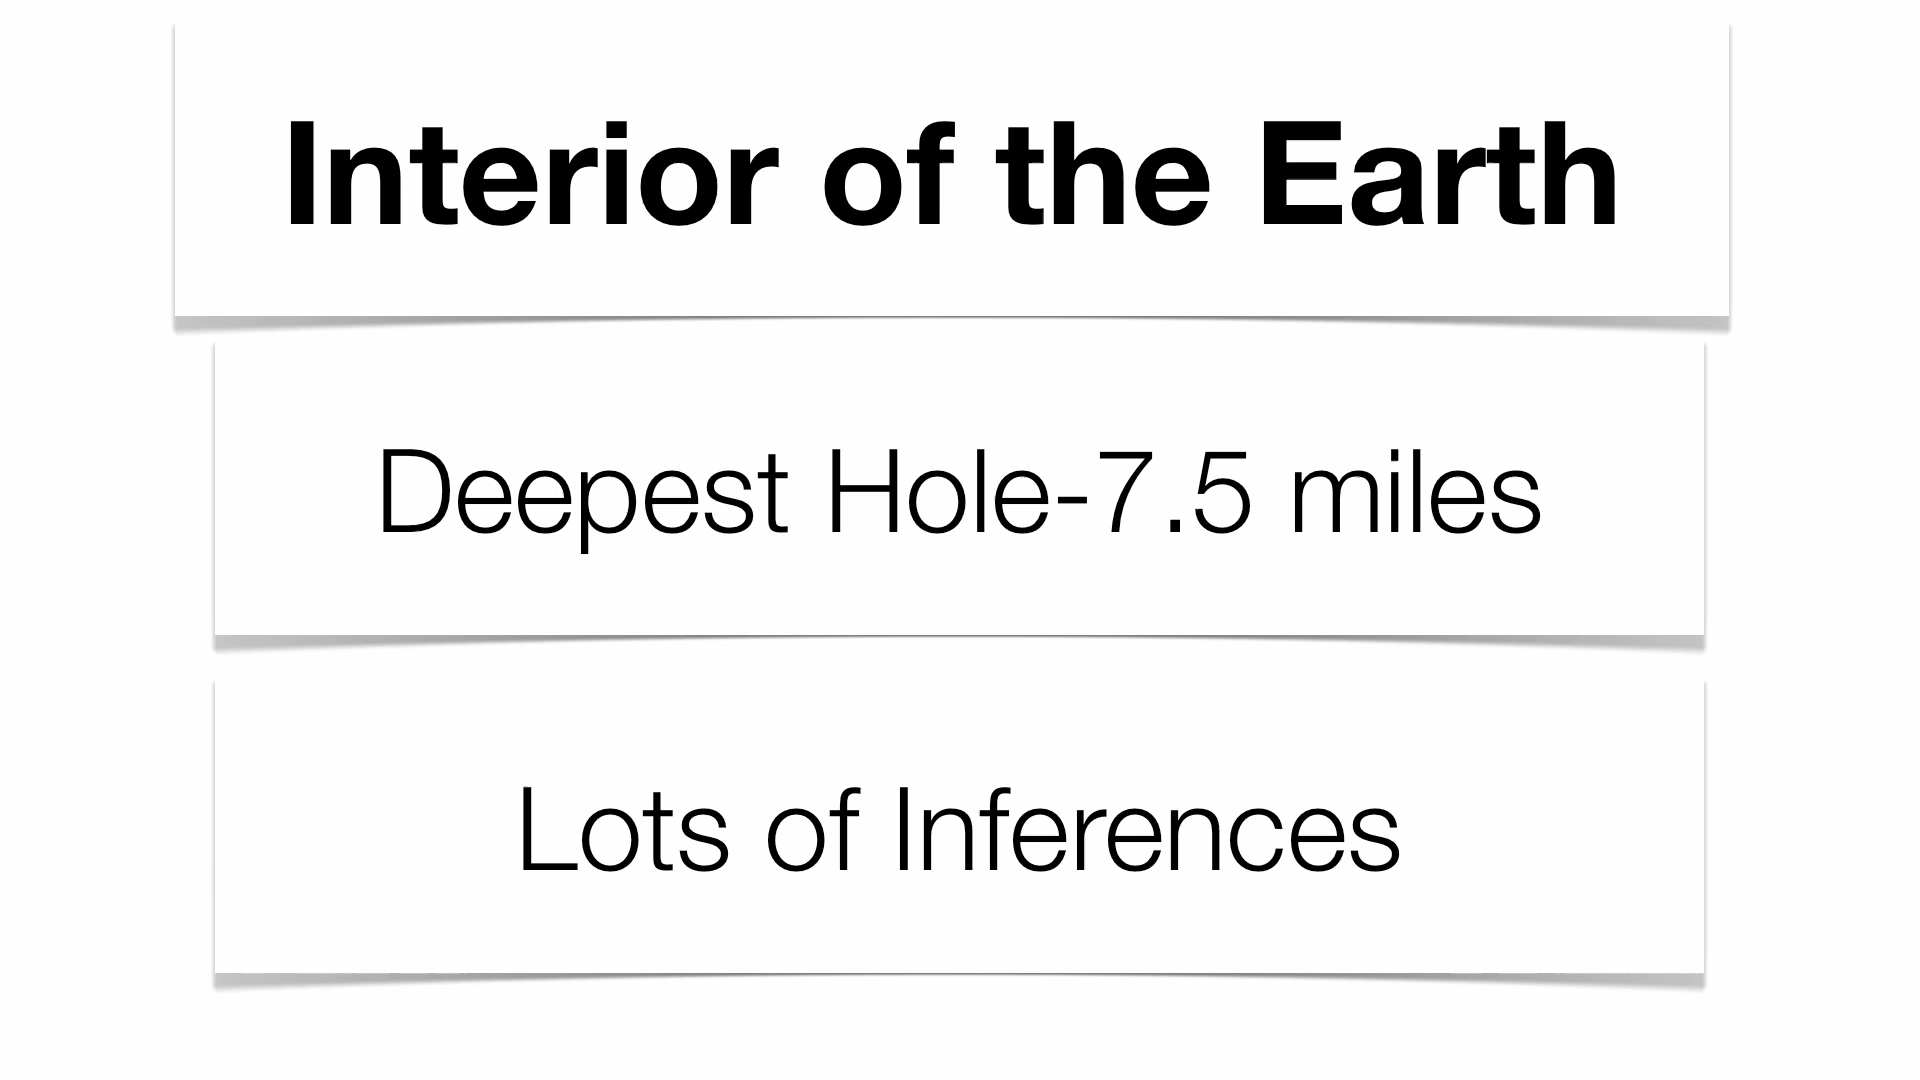 Interior of the Earth
Deepest Hole-7.5 miles
Lots of Inferences